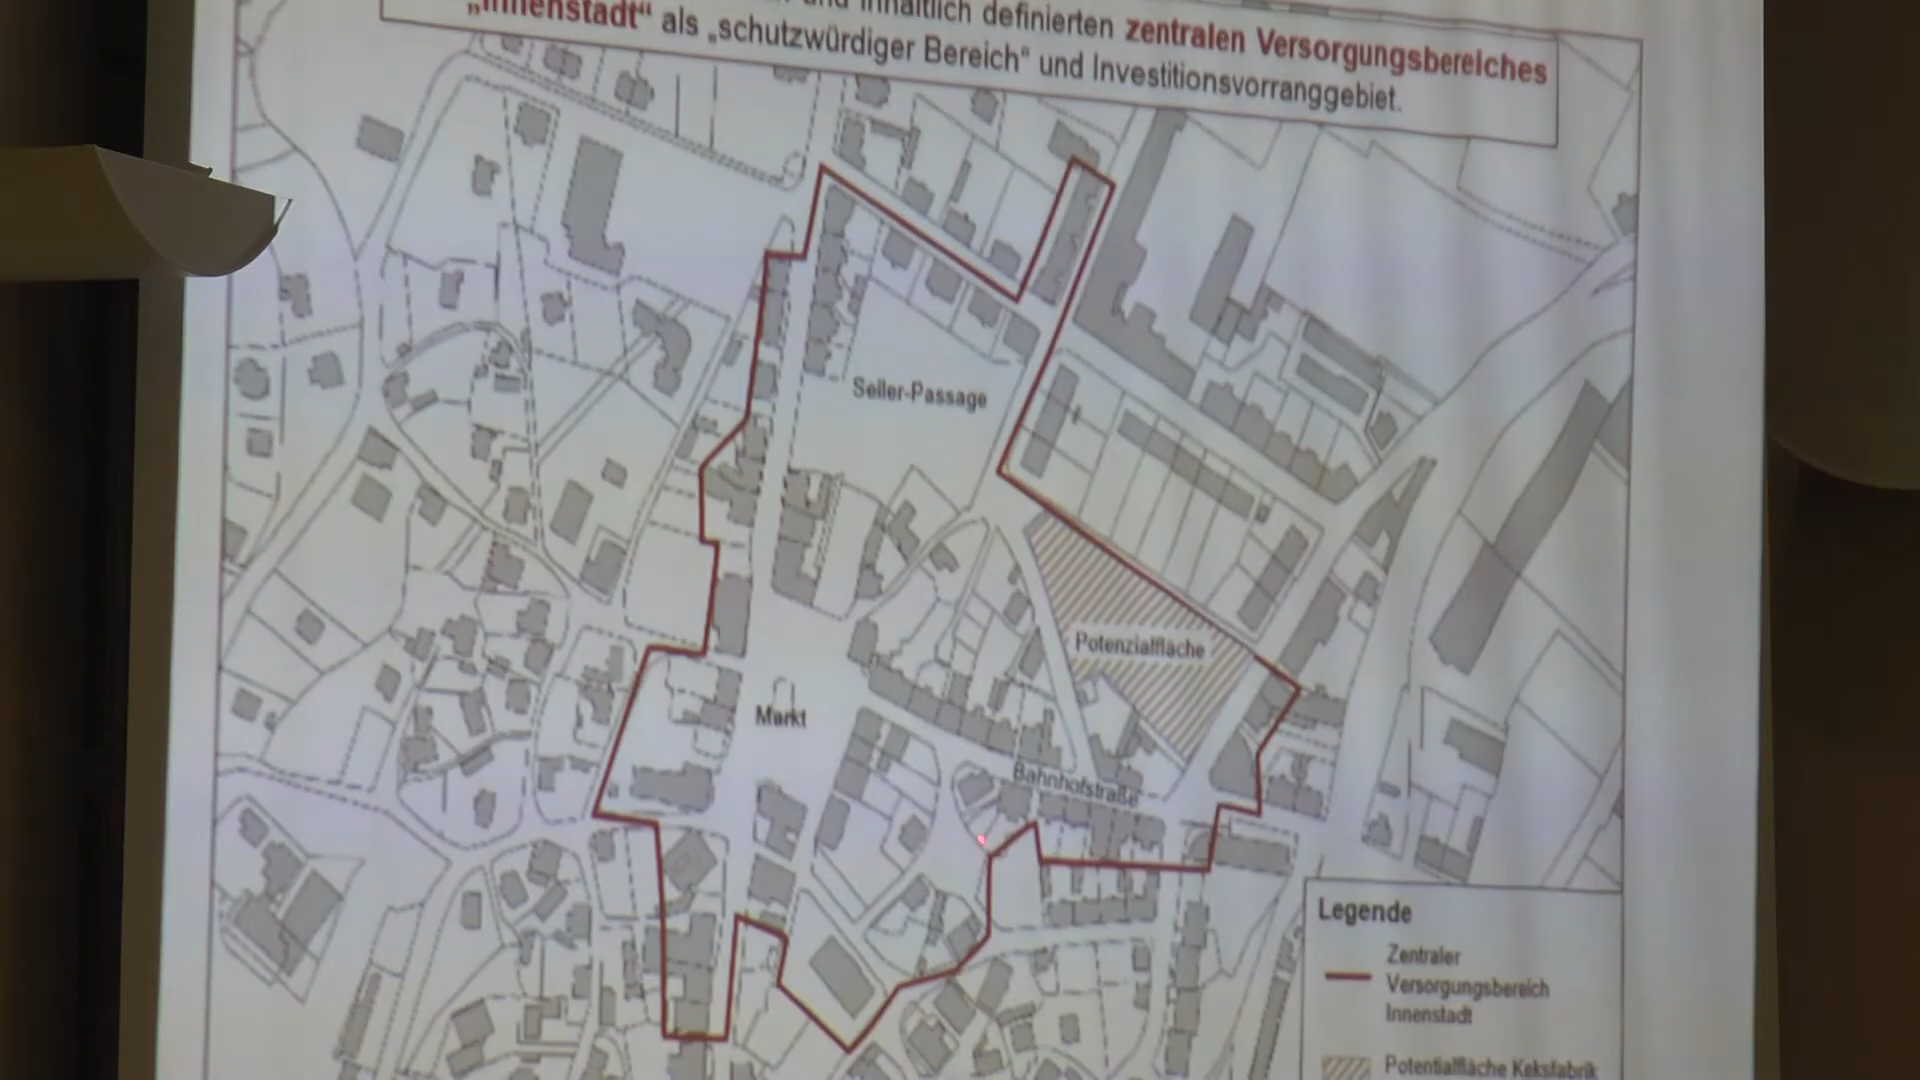 und inhaltlich definierten zentralen Versorgungsbereiches
„Innenstadt“ als „schutzwürdiger Bereich“ und Investitionsvorranggebiet.
Seiler-Passage
Potenzialfläche
Markt
Bahnhofstraße
Legende
Zentraler
Versorgungsbereich
Innenstadt
Potentialfläche Keksfabrik